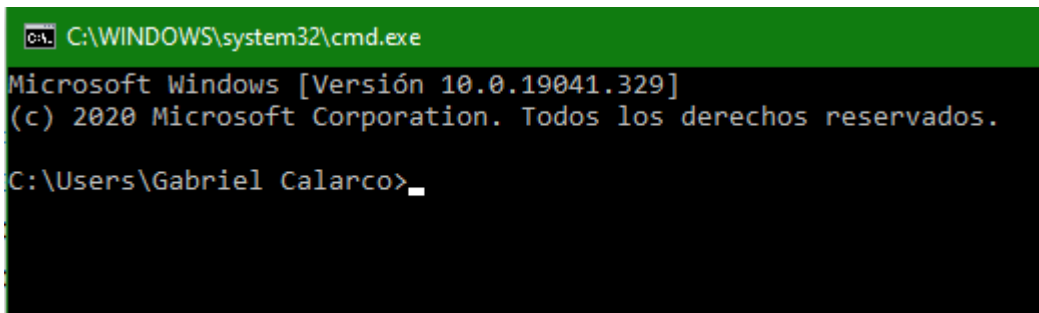 C:\WINDOWS\system32\cmd.exe
Microsoft Windows [Versión 10.0.19041.329]
(c) 2020 Microsoft Corporation. Todos los derechos reservados.
C:\Users\Gabriel Calarco>